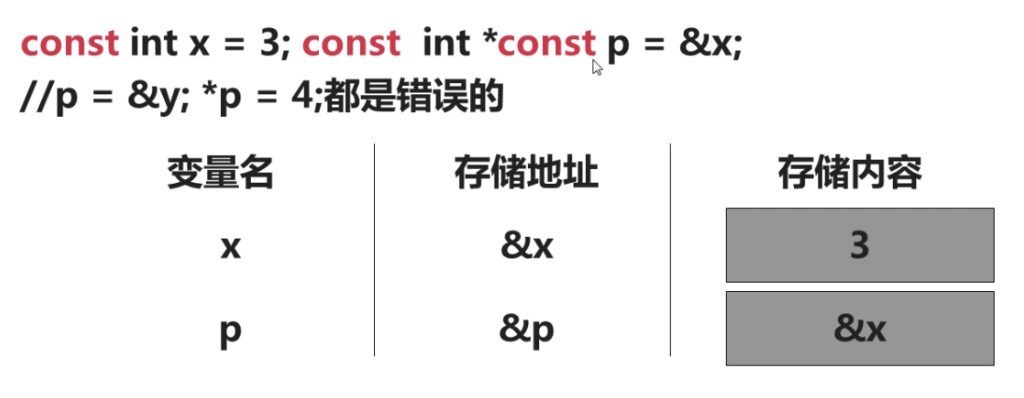 const int x = 3; const int *const p = &x;
//p = &y; *p = 4;都是错误的
变量名 存储地址 存储内容
x &x 3
p &p &x